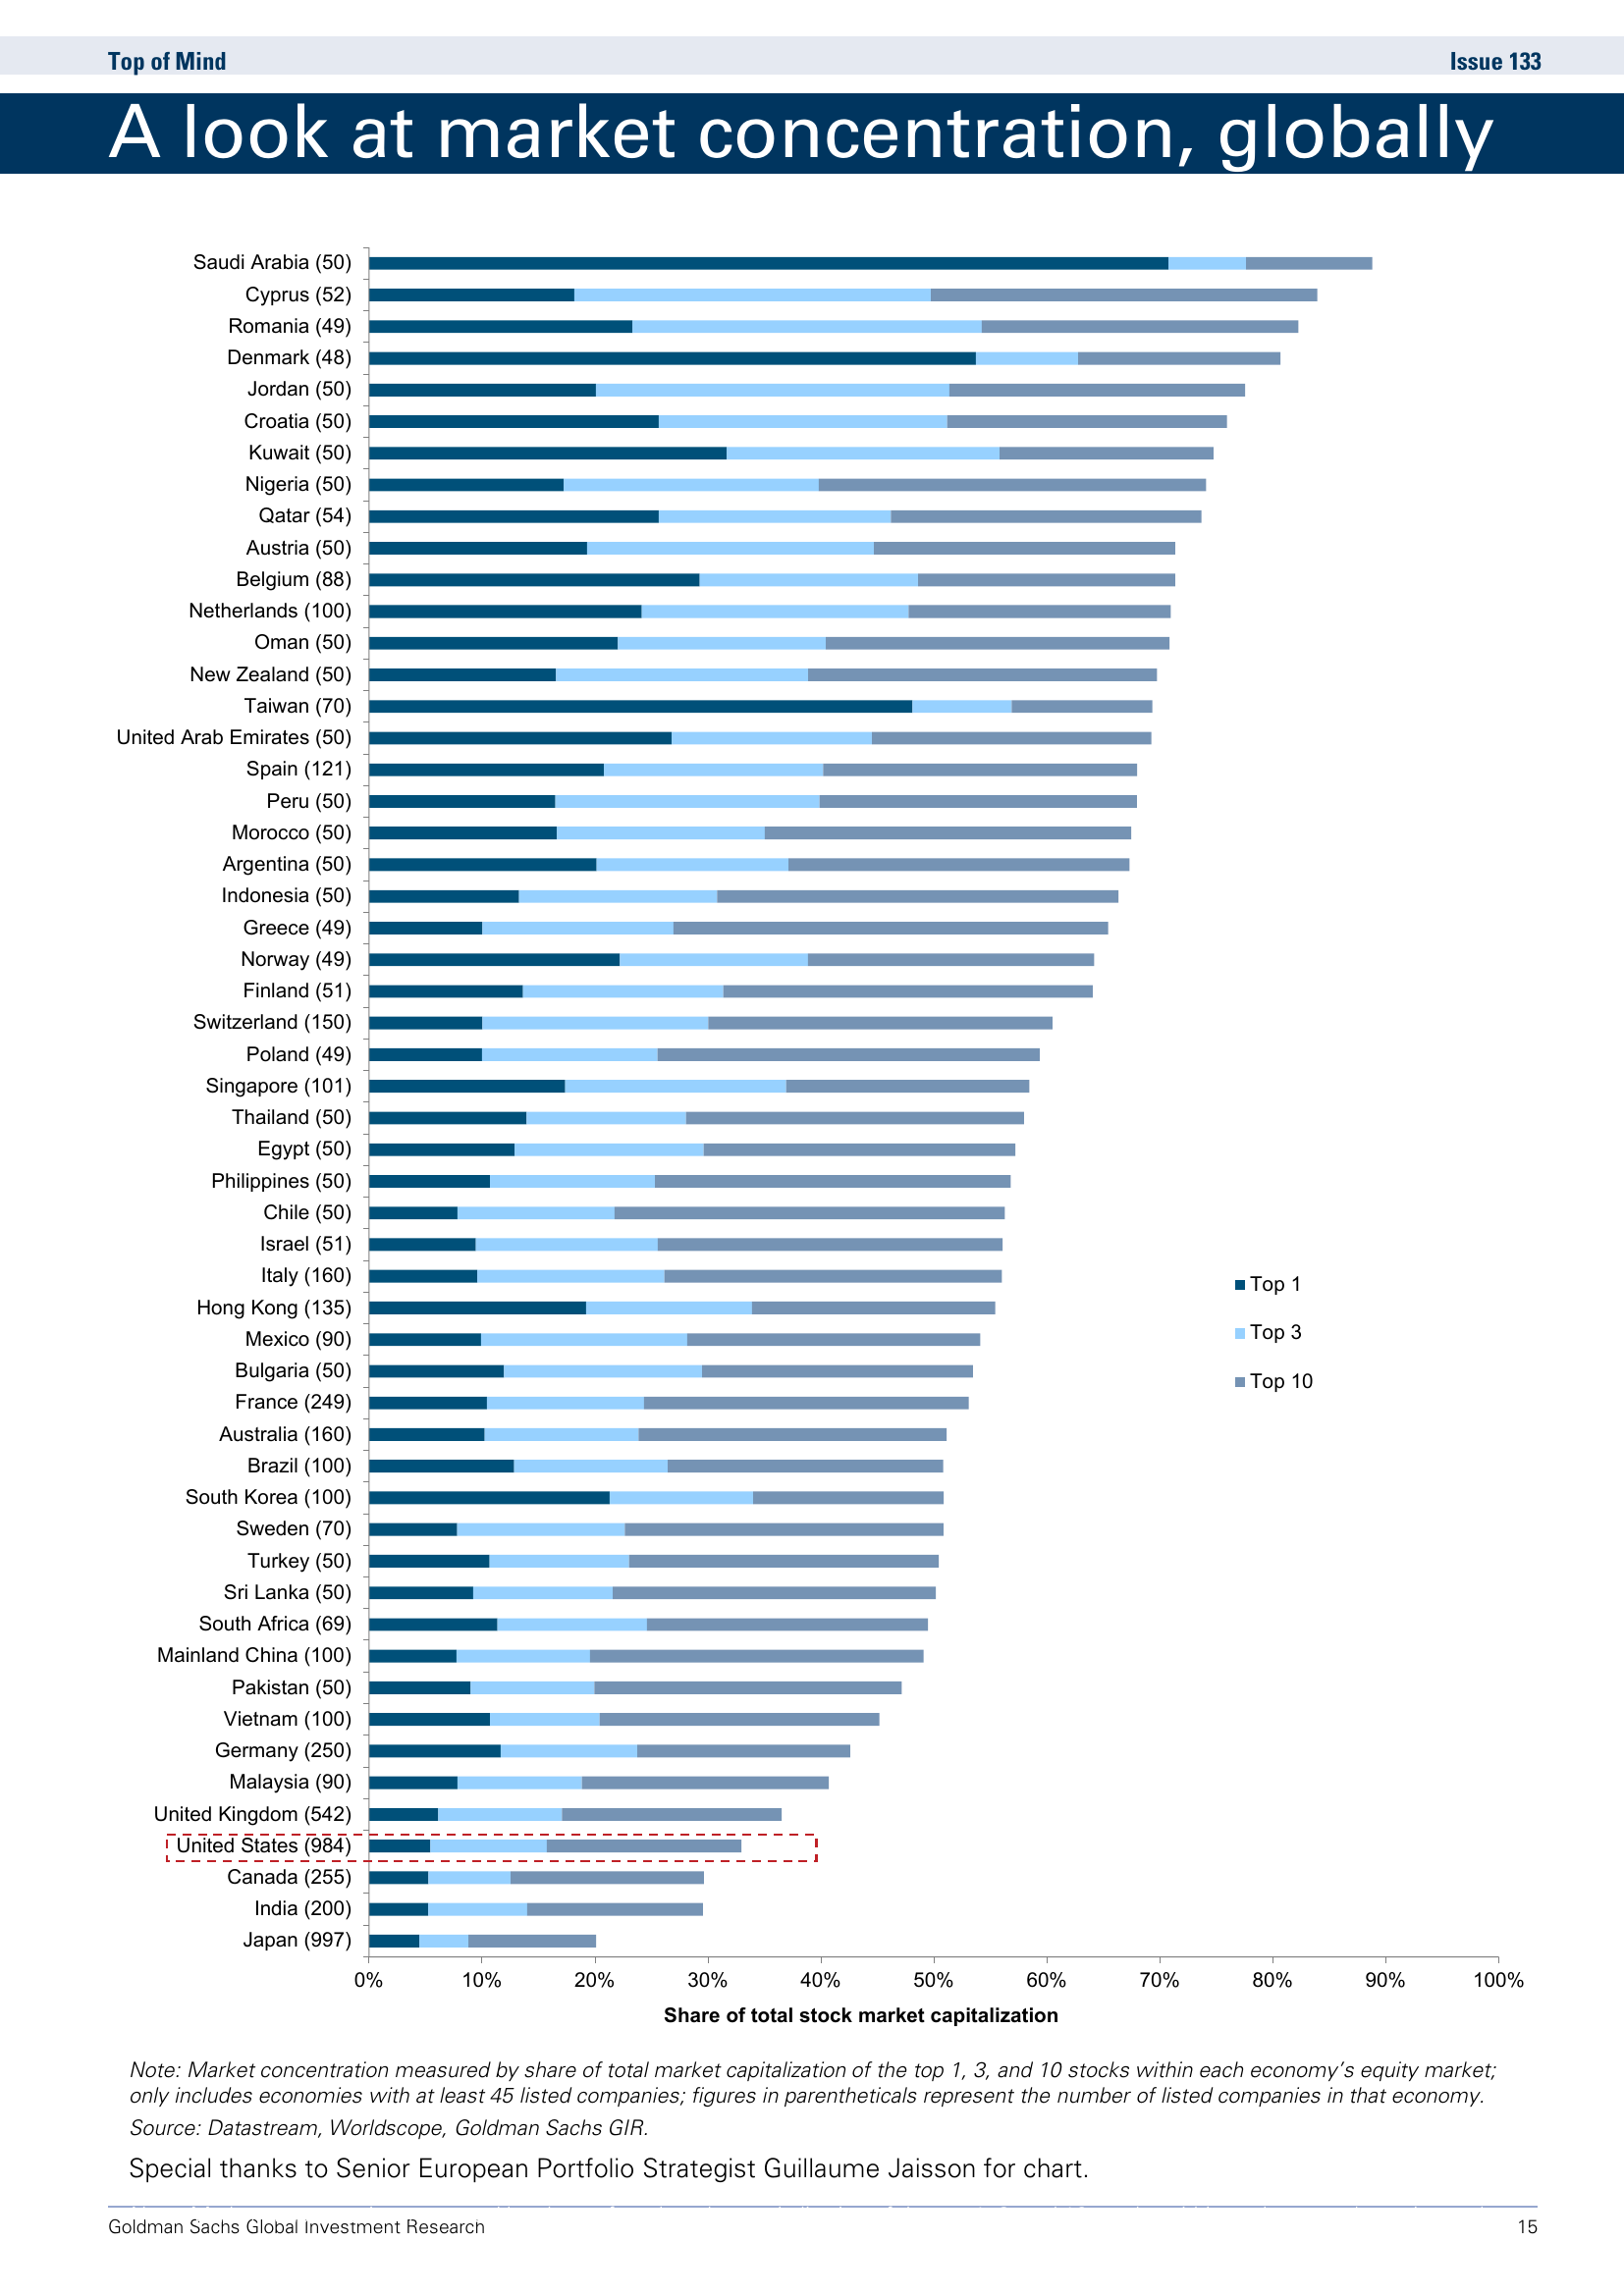 Top of Mind
Issue 133
A look at market concentration, globally
Saudi Arabia (50)
Cyprus (52)
Romania (49)
Denmark (48)
Jordan (50)
Croatia (50)
Kuwait (50)
Nigeria (50)
Qatar (54)
Austria (50)
Belgium (88)
Netherlands (100)
Oman (50)
New Zealand (50)
Taiwan (70)
United Arab Emirates (50)
Spain (121)
Peru (50)
Morocco (50)
Argentina (50)
Indonesia (50)
Greece (49)
Norway (49)
Finland (51)
Switzerland (150)
Poland (49)
Singapore (101)
Thailand (50)
Egypt (50)
Philippines (50)
Chile (50)
Israel (51)
Italy (160)
Hong Kong (135)
Mexico (90)
Bulgaria (50)
France (249)
Australia (160)
Brazil (100)
South Korea (100)
Sweden (70)
Turkey (50)
Sri Lanka (50)
South Africa (69)
Mainland China (100)
Pakistan (50)
Vietnam (100)
Germany (250)
Malaysia (90)
United Kingdom (542)
United States (984)
Canada (255)
India (200)
Japan (997)
Top 1
Top 3
Top 10
0% 10% 20% 30% 40% 50% 60% 70% 80% 90% 100%
Share of total stock market capitalization
Note: Market concentration measured by share of total market capitalization of the top 1, 3, and 10 stocks within each economy's equity market;
only includes economies with at least 45 listed companies; figures in parentheticals represent the number of listed companies in that economy.
Source: Datastream, Worldscope, Goldman Sachs GIR.
Special thanks to Senior European Portfolio Strategist Guillaume Jaisson for chart.
Goldman Sachs Global Investment Research
15